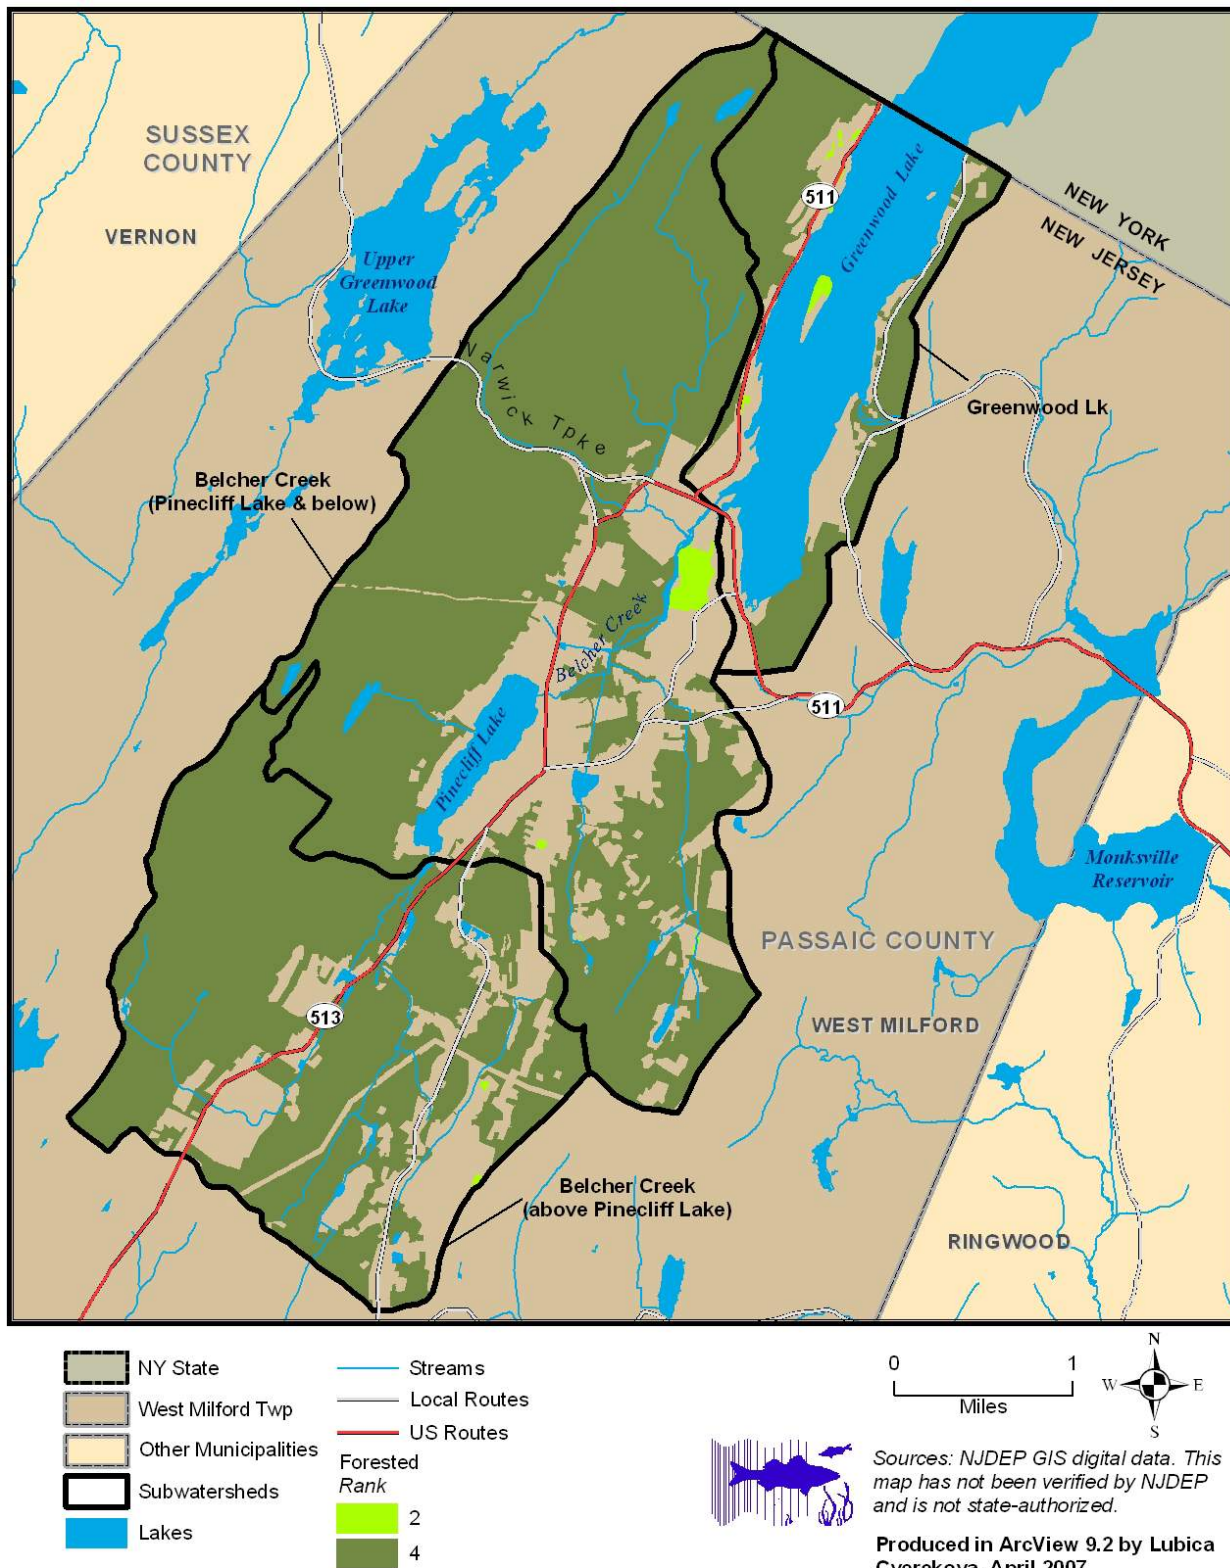 SUSSEX
COUNTY
VERNON
Upper
Greenwood
Lake
511
Greenwood Lake
NEW YORK
NEW JERSEY
Warwick Tpke
Greenwood Lk
Belcher Creek
(Pinecliff Lake & below)
Belcher Creek
Pinecliff Lake
511
Monksville
Reservoir
PASSAIC COUNTY
WEST MILFORD
513
Belcher Creek
(above Pinecliff Lake)
RINGWOOD
NY State
West Milford Twp
Other Municipalities
Subwatersheds
Lakes
Streams
Local Routes
US Routes
Forested
Rank
2
4
0 1
Miles
N
W E
S
Sources: NJDEP GIS digital data. This
map has not been verified by NJDEP
and is not state-authorized.
Produced in ArcView 9.2 by Lubica
April 2007